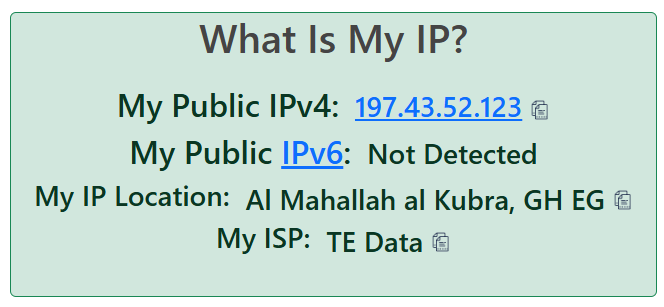 What Is My IP?
My Public IPv4: 197.43.52.123
My Public IPv6: Not Detected
My IP Location: Al Mahallah al Kubra, GH EG
My ISP: TE Data